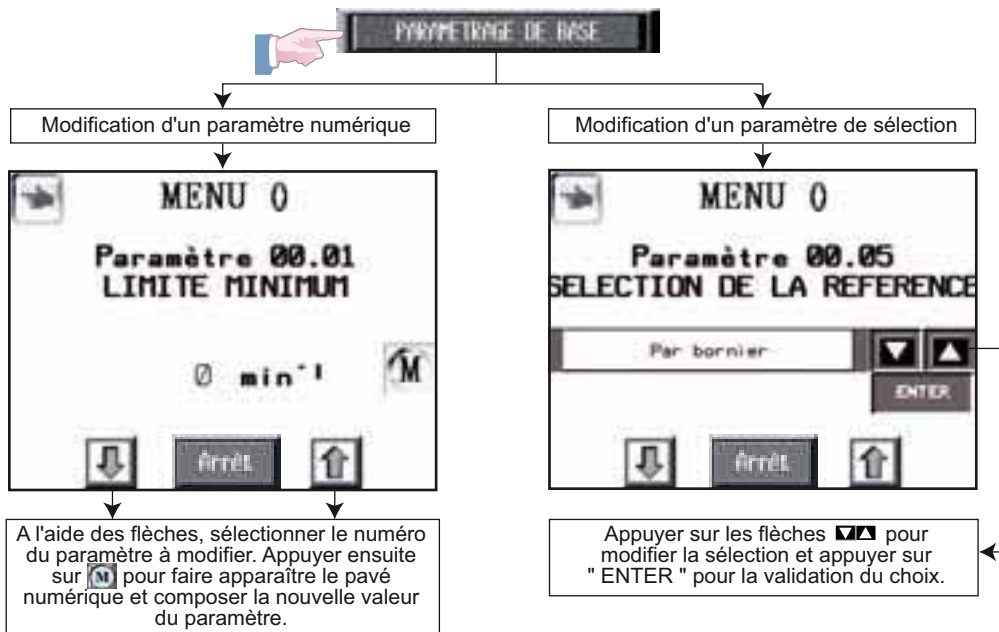 PARAMETRAGE DE BASE
Modification d'un paramètre numérique
MENU 0
Paramètre 00.01
LIMITE MINIMUM
0 min⁻¹
M
Arrêt
A l'aide des flèches, sélectionner le numéro
du paramètre à modifier. Appuyer ensuite
sur M pour faire apparaître le pavé
numérique et composer la nouvelle valeur
du paramètre.
Modification d'un paramètre de sélection
MENU 0
Paramètre 00.05
SELECTION DE LA REFERENCE
Par bornier
ENTER
Arrêt
Appuyer sur les flèches ▼▲ pour
modifier la sélection et appuyer sur
" ENTER " pour la validation du choix.